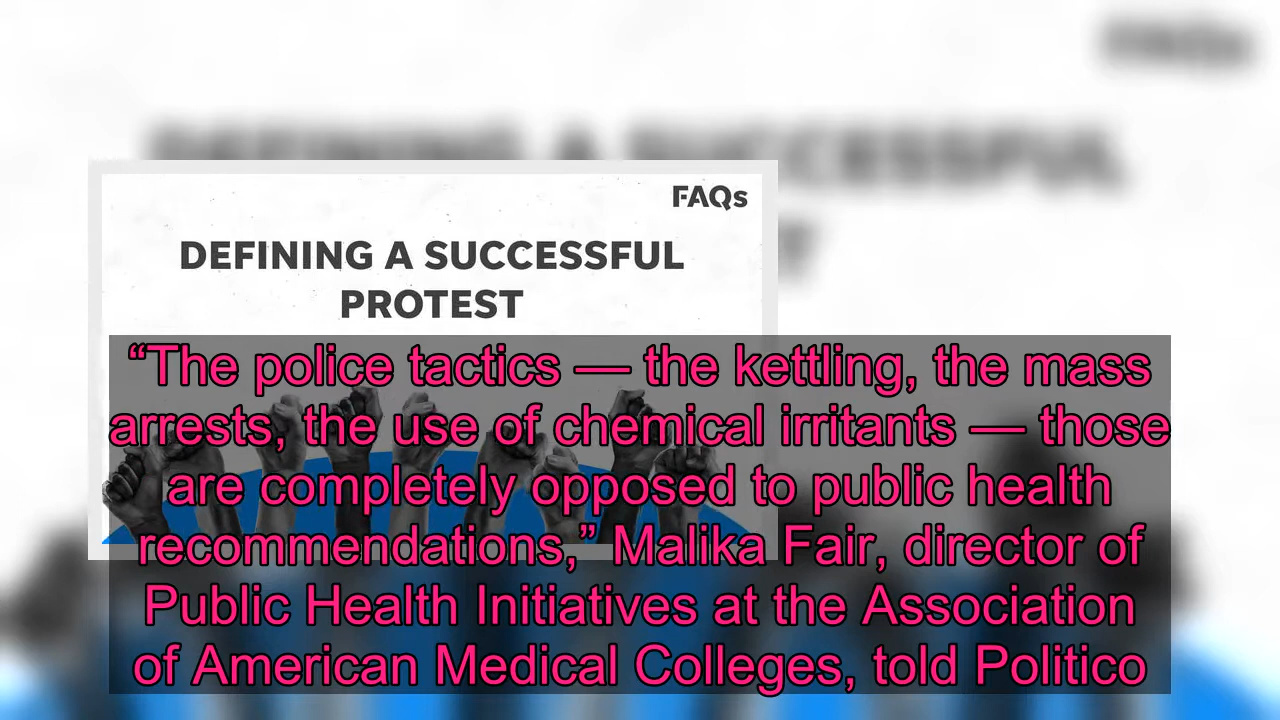 FAQs
DEFINING A SUCCESSFUL
PROTEST
“The police tactics — the kettling, the mass
arrests, the use of chemical irritants — those
are completely opposed to public health
recommendations,” Malika Fair, director of
Public Health Initiatives at the Association
of American Medical Colleges, told Politico